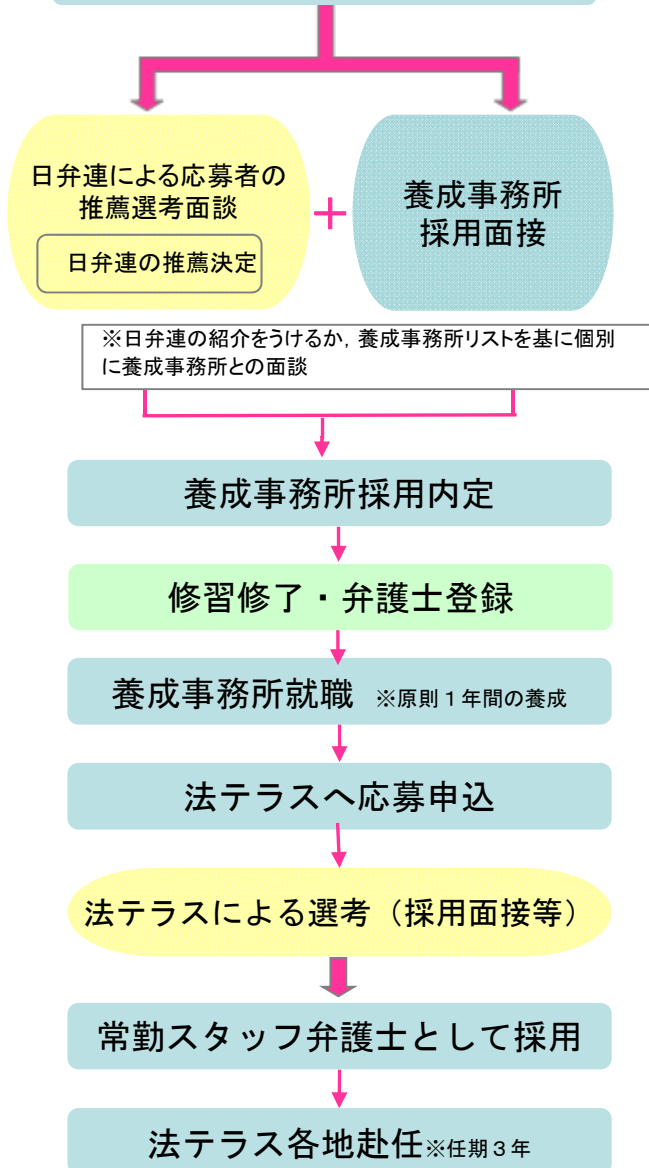 日弁連による応募者の
推薦選考面談
日弁連の推薦決定
+
養成事務所
採用面接
※日弁連の紹介をうけるか, 養成事務所リストを基に個別
に養成事務所との面談
養成事務所採用内定
修習修了・弁護士登録
養成事務所就職 ※原則1年間の養成
法テラスへ応募申込
法テラスによる選考（採用面接等）
常勤スタッフ弁護士として採用
法テラス各地赴任※任期3年